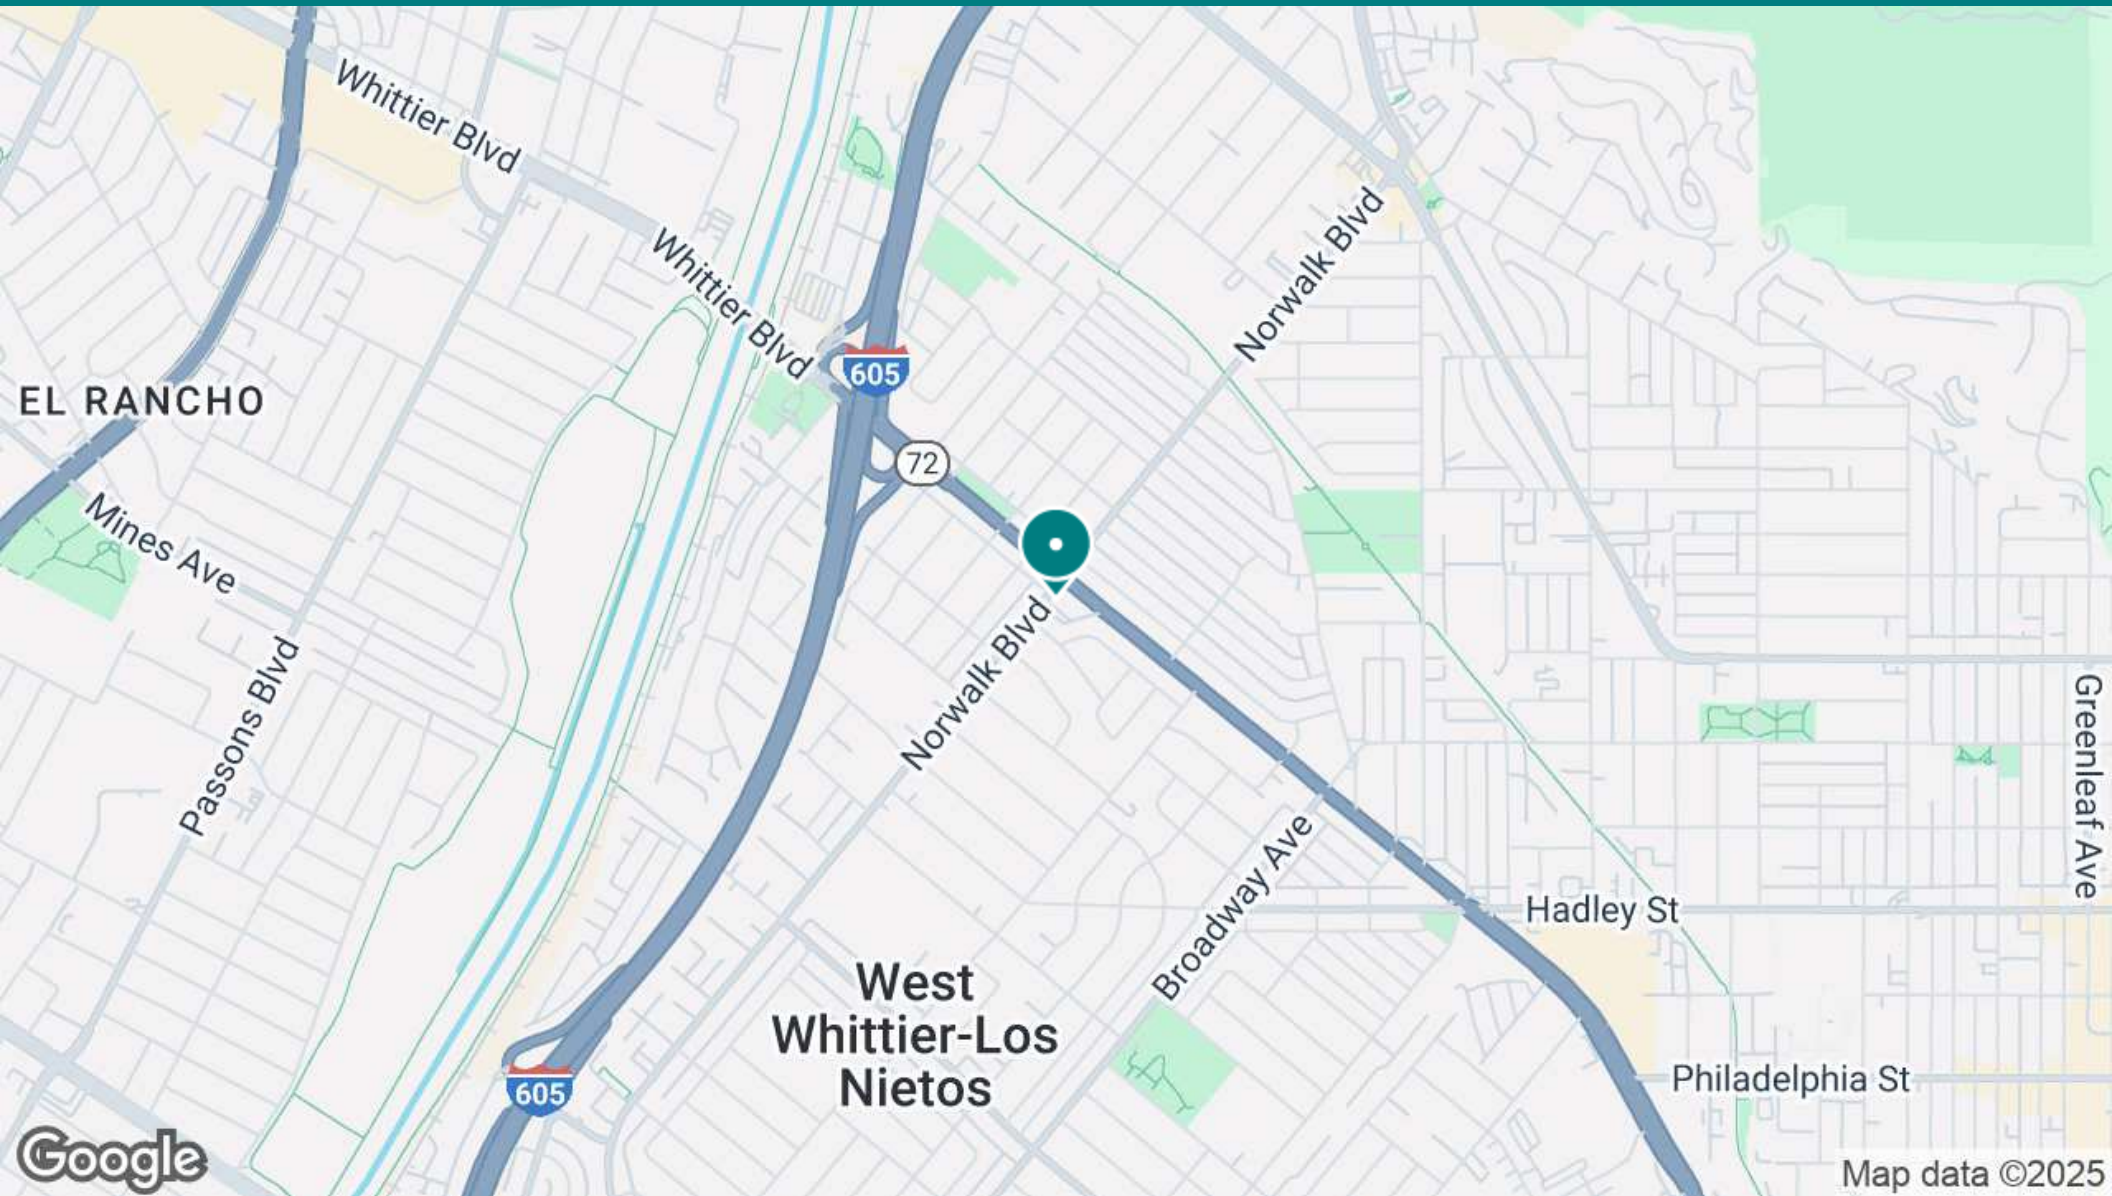 Whittier Blvd
Whittier Blvd
Norwalk Blvd
605
EL RANCHO
72
Mines Ave
Norwalk Blvd
Passons Blvd
Greenleaf Ave
Broadway Ave
Hadley St
West
Whittier-Los
Nietos
605
Philadelphia St
Google
Map data ©2025